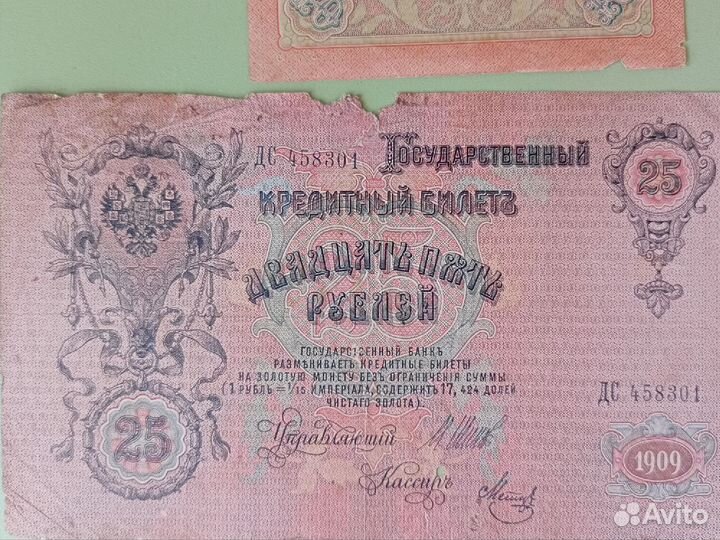 ДС 458301 Государственный
25
Кредитный Билетъ
Двадцать пять
Рублей
ГОСУДАРСТВЕННЫЙ БАНКЪ
РАЗМѢНИВАЕТЪ КРЕДИТНЫЕ БИЛЕТЫ
НА ЗОЛОТУЮ МОНЕТУ БЕЗЪ ОГРАНИЧЕНІЯ СУММЫ
(1 РУБЛЬ = 1/15 ИМПЕРІАЛА, СОДЕРЖИТЪ 17,424 ДОЛЕЙ
ЧИСТАГО ЗОЛОТА).
ДС 458301
Управляющій
25
Кассиръ
1909
Avito